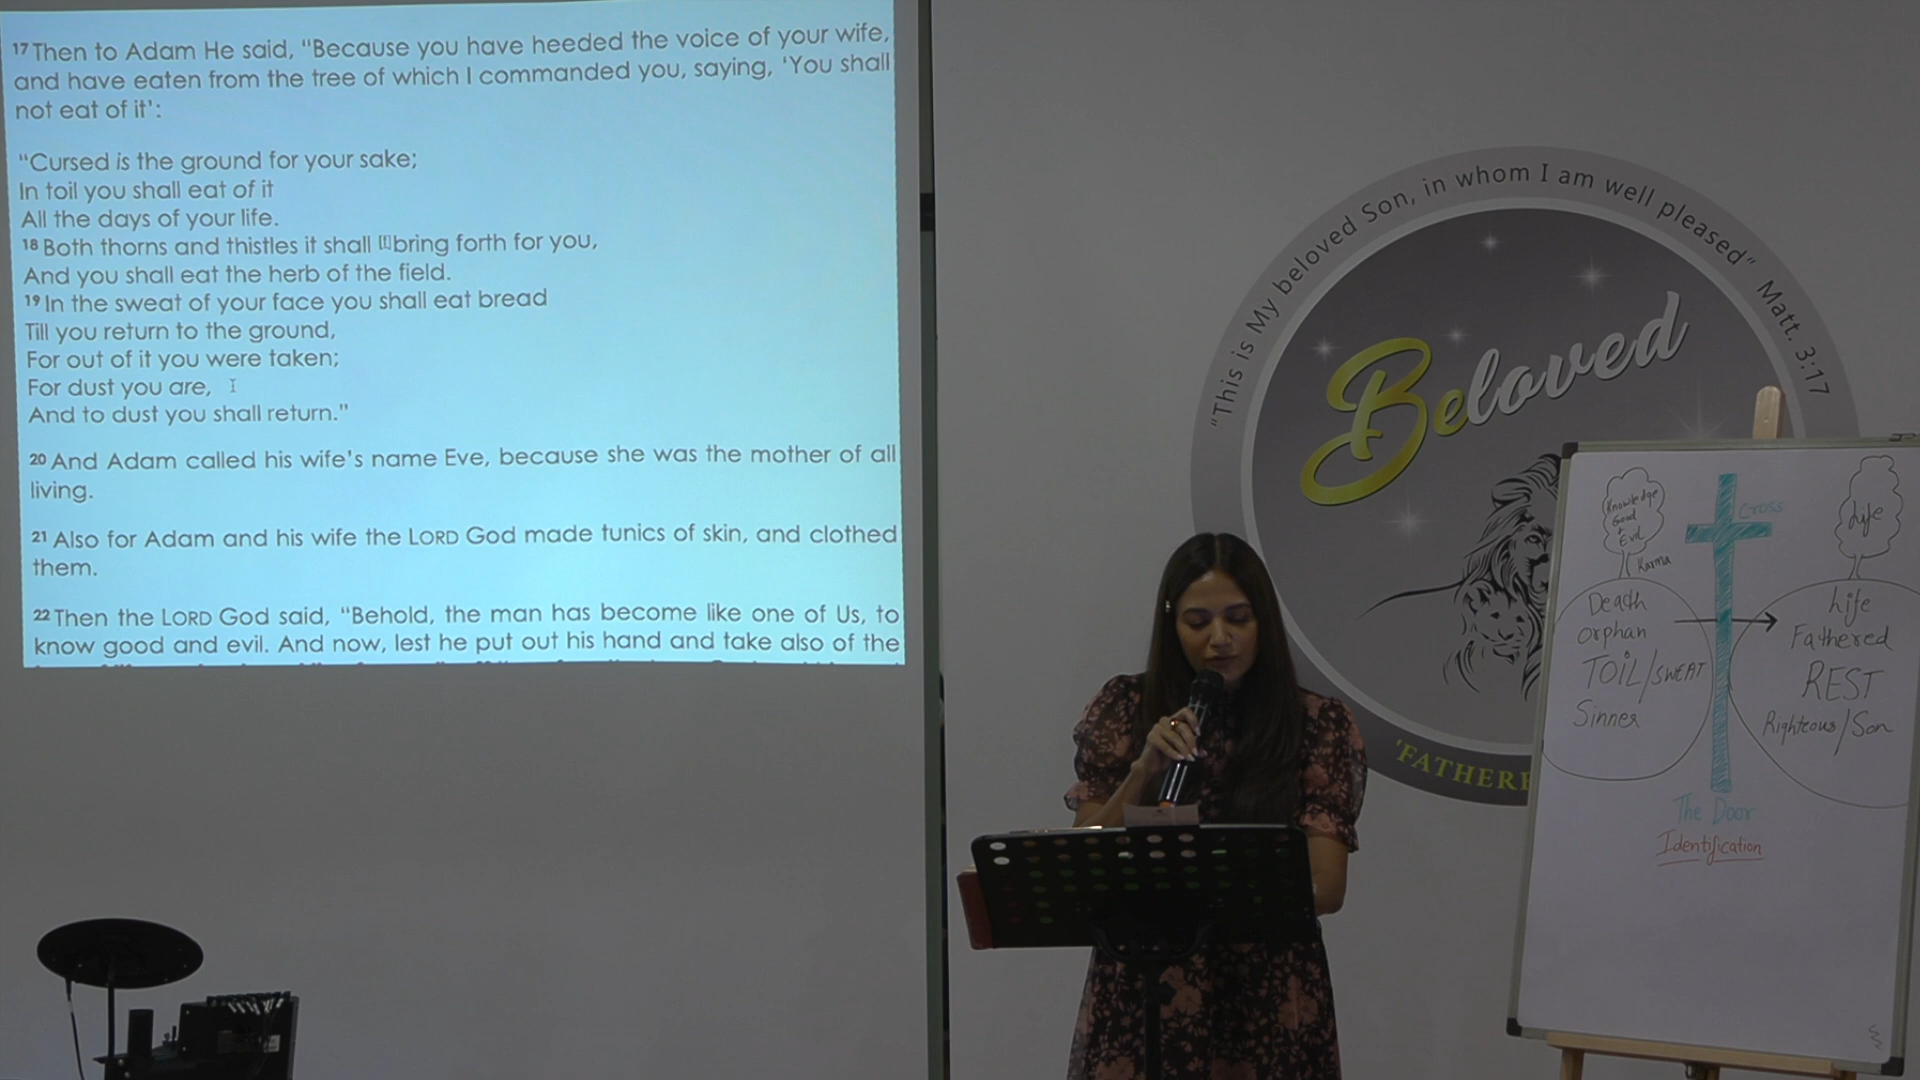 17 Then to Adam He said, "Because you have heeded the voice of your wife,
and have eaten from the tree of which I commanded you, saying, 'You shall
not eat of it':
"Cursed is the ground for your sake;
In toil you shall eat of it
All the days of your life.
18 Both thorns and thistles it shall [f]bring forth for you,
And you shall eat the herb of the field.
19 In the sweat of your face you shall eat bread
Till you return to the ground,
For out of it you were taken;
For dust you are,
And to dust you shall return."
20 And Adam called his wife's name Eve, because she was the mother of all
living.
21 Also for Adam and his wife the LORD God made tunics of skin, and clothed
them.
22 Then the LORD God said, "Behold, the man has become like one of Us, to
know good and evil. And now, lest he put out his hand and take also of the
"This is My beloved Son, in whom I am well pleased" Matt. 3:17
Beloved
Knowledge
Good
Evil
Karma
Death
Orphan
TOIL/SWEAT
Sinner
Cross
The Door
Identification
Life
Life
Fathered
REST
Righteous/Son